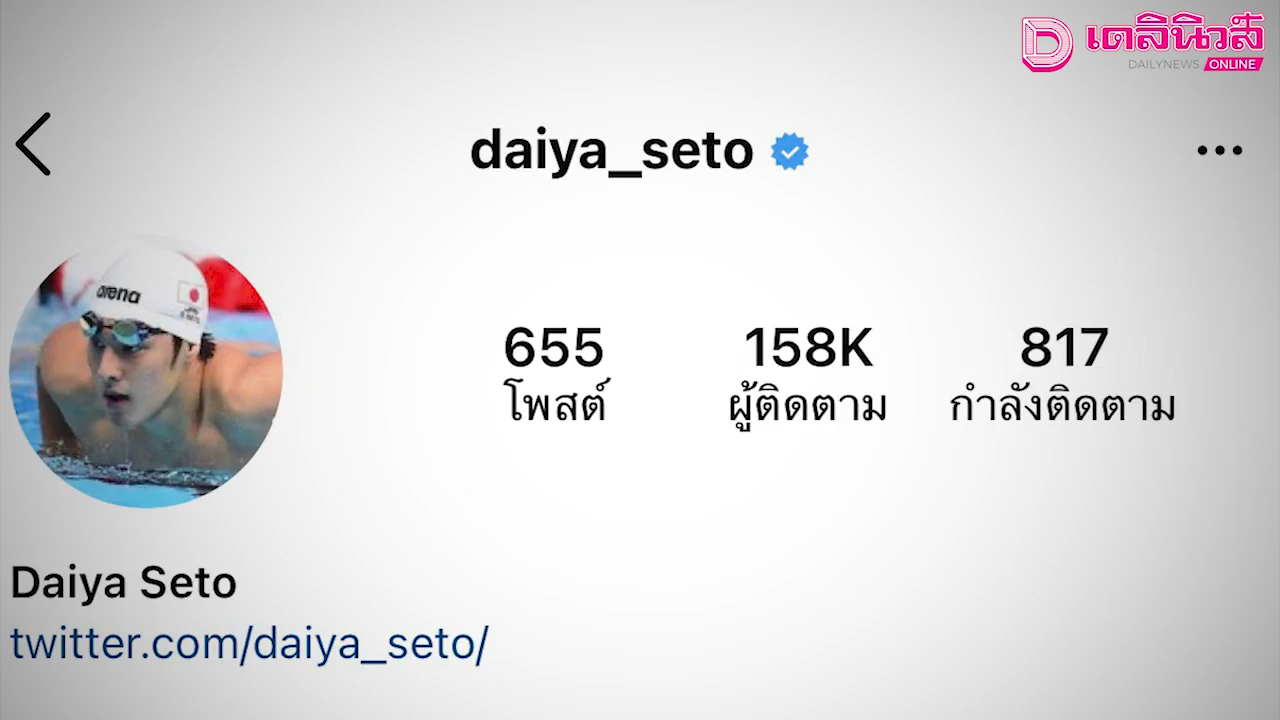 เดลินิวส์
DAILYNEWS ONLINE
daiya_seto
arena
655 158K 817
โพสต์ ผู้ติดตาม กำลังติดตาม
Daiya Seto
twitter.com/daiya_seto/